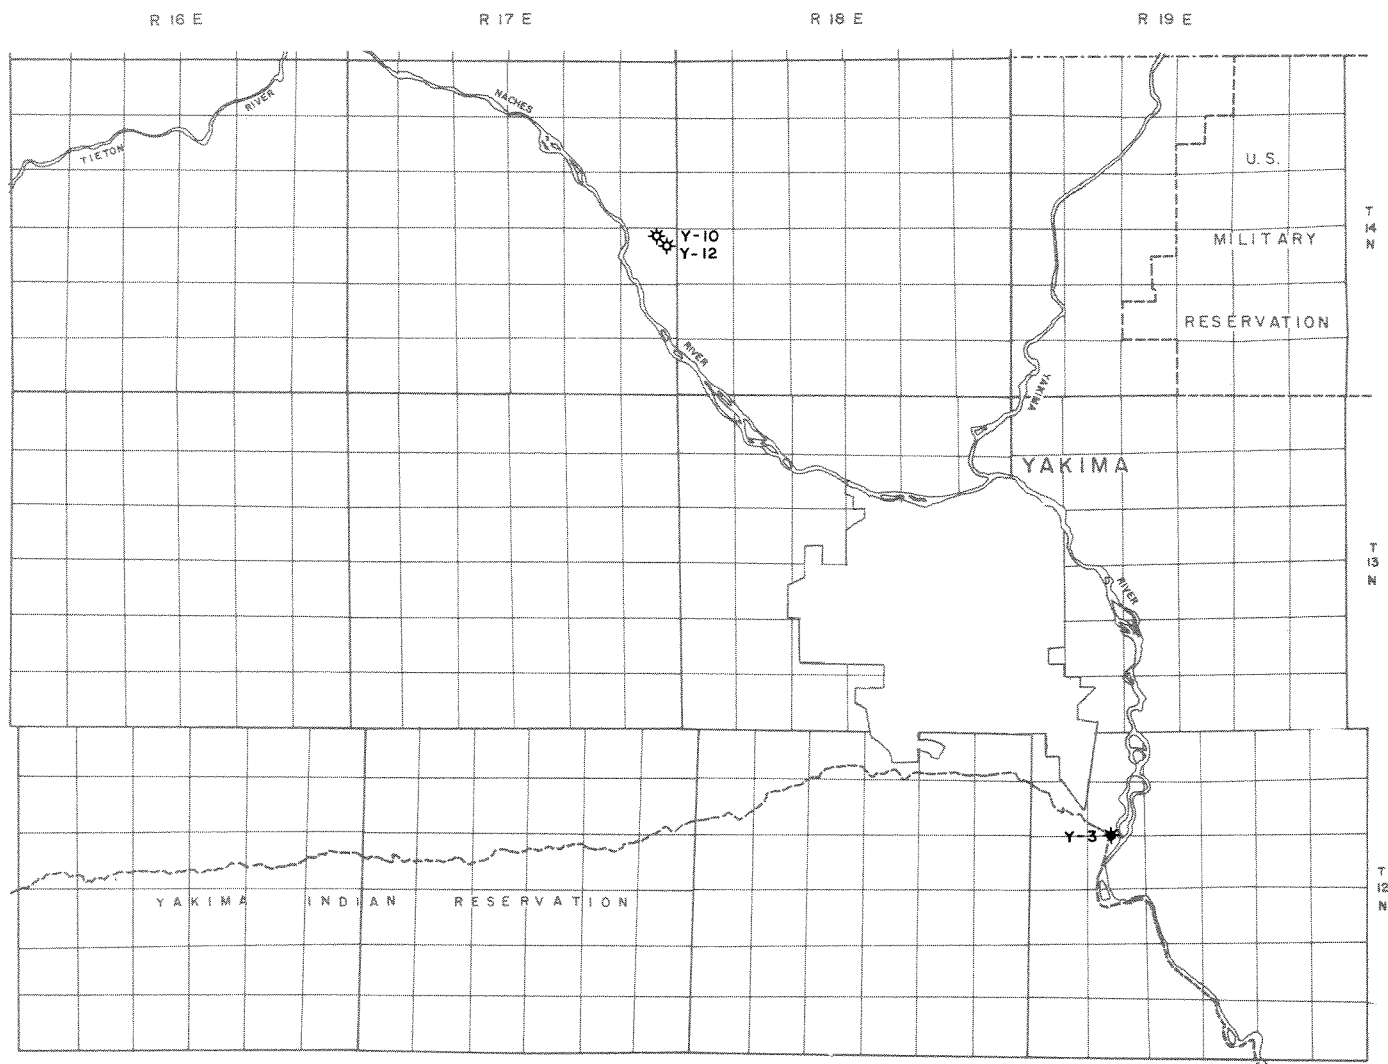 R 16 E
R 17 E
R 18 E
R 19 E
NACHES
RIVER
TIETON
U. S.
T
14
N
Y-10
MILITARY
Y-12
RESERVATION
RIVER
YAKIMA
YAKIMA
T
13
N
RIVER
Y-3
T
12
N
YAKIMA INDIAN RESERVATION